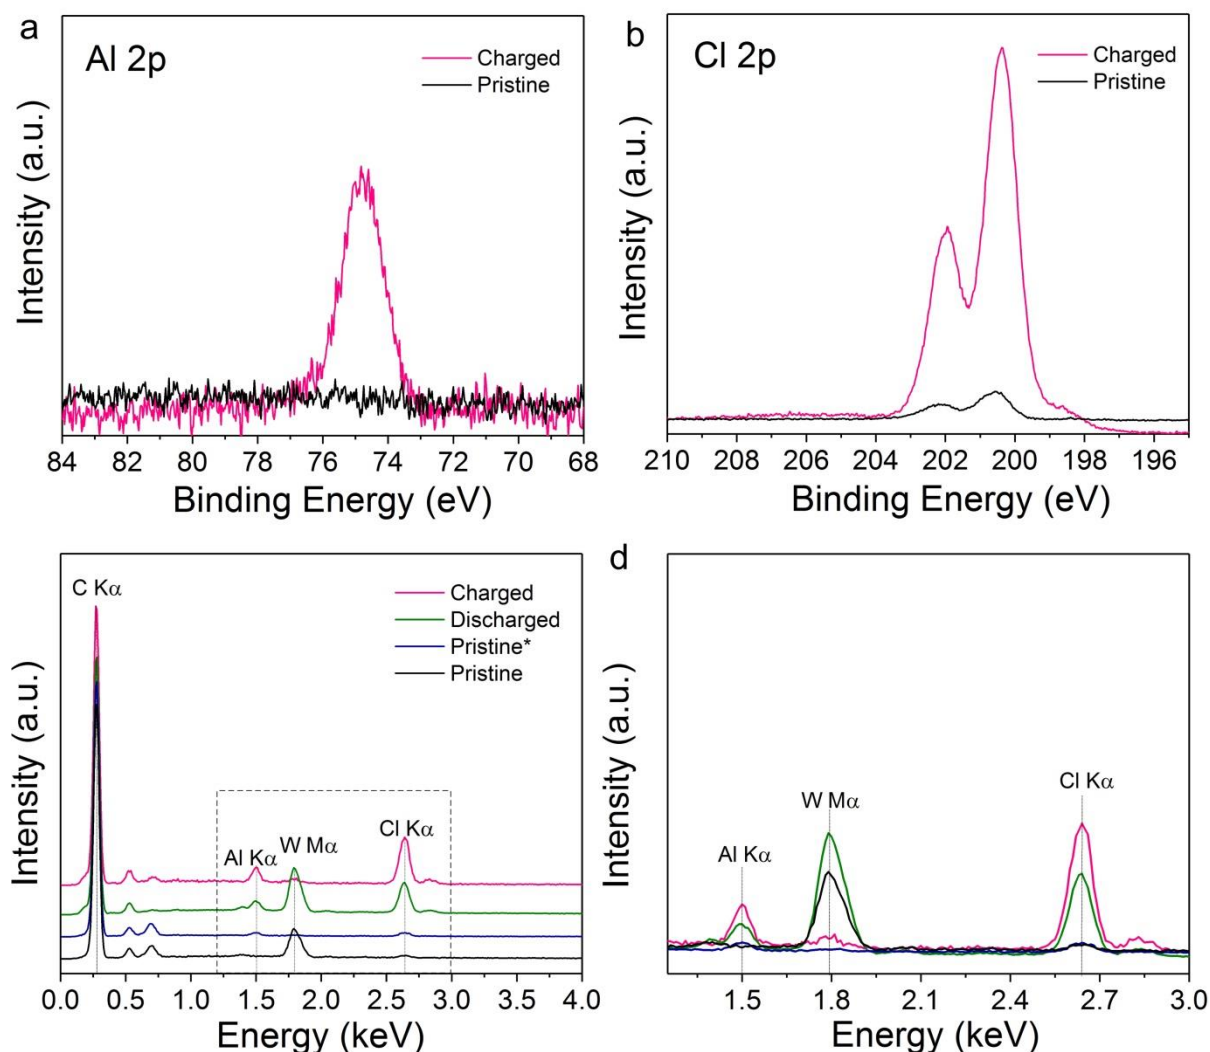 a
Al 2p
Charged
Pristine
Intensity (a.u.)
84 82 80 78 76 74 72 70 68
Binding Energy (eV)
b
Cl 2p
Charged
Pristine
Intensity (a.u.)
210 208 206 204 202 200 198 196
Binding Energy (eV)
C Kα
Charged
Discharged
Pristine*
Pristine
Al Kα
W Mα
Cl Kα
Intensity (a.u.)
0.0 0.5 1.0 1.5 2.0 2.5 3.0 3.5 4.0
Energy (keV)
d
Al Kα
W Mα
Cl Kα
Intensity (a.u.)
1.5 1.8 2.1 2.4 2.7 3.0
Energy (keV)